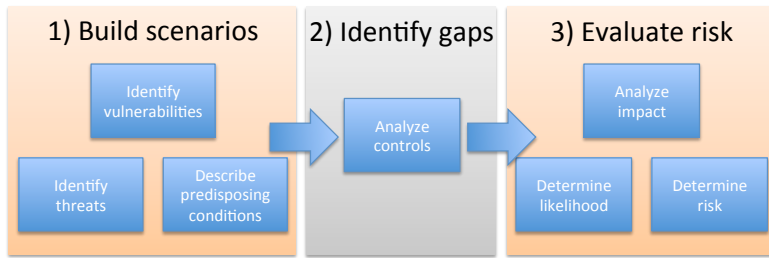 1) Build scenarios
Identify
vulnerabilities
Identify
threats
Describe
predisposing
conditions
2) Identify gaps
Analyze
controls
3) Evaluate risk
Analyze
impact
Determine
likelihood
Determine
risk